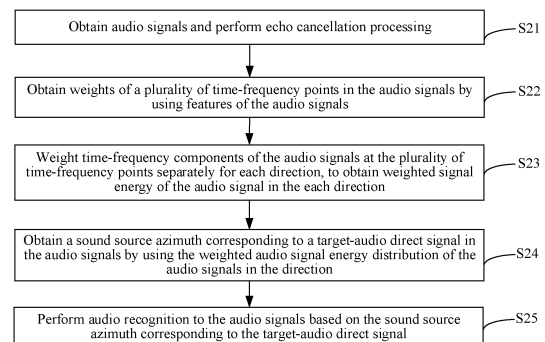 Obtain audio signals and perform echo cancellation processing
S21
Obtain weights of a plurality of time-frequency points in the audio signals by
using features of the audio signals
S22
Weight time-frequency components of the audio signals at the plurality of
time-frequency points separately for each direction, to obtain weighted signal
energy of the audio signal in the each direction
S23
Obtain a sound source azimuth corresponding to a target-audio direct signal in
the audio signals by using the weighted audio signal energy distribution of the
audio signals in the direction
S24
Perform audio recognition to the audio signals based on the sound source
azimuth corresponding to the target-audio direct signal
S25